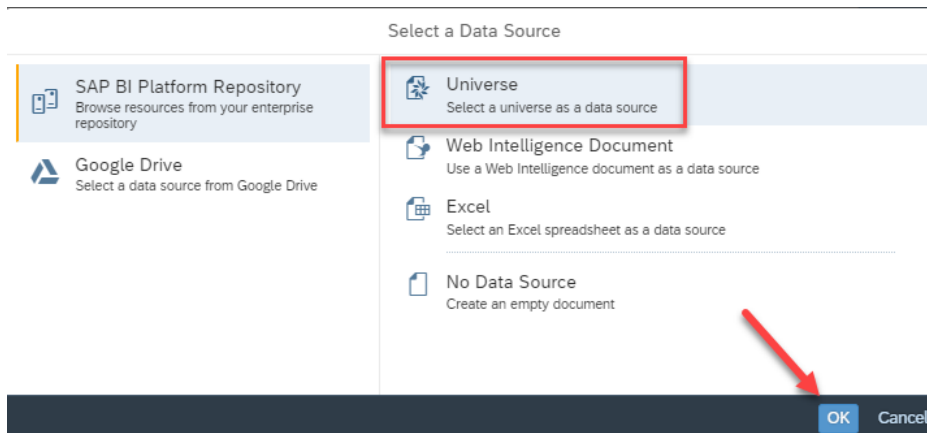 Select a Data Source
SAP BI Platform Repository
Browse resources from your enterprise
repository
Google Drive
Select a data source from Google Drive
Universe
Select a universe as a data source
Web Intelligence Document
Use a Web Intelligence document as a data source
Excel
Select an Excel spreadsheet as a data source
No Data Source
Create an empty document
OK Cancel